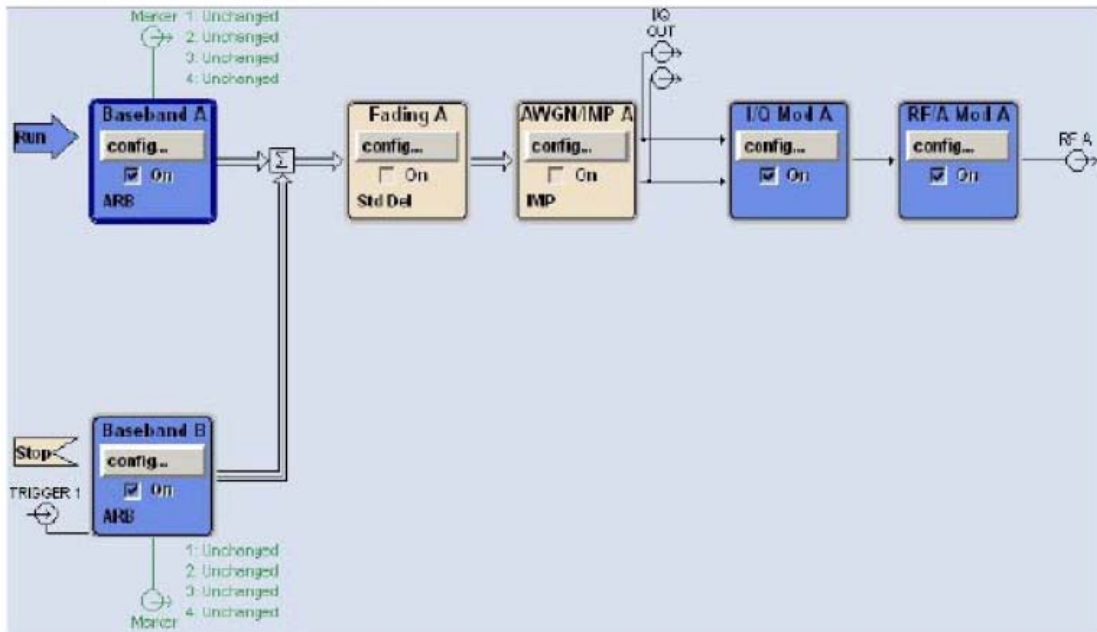 Marker 1: Unchanged
2: Unchanged
3: Unchanged
4: Unchanged
I/Q
OUT
Run
Baseband A
config...
On
ARB
Σ
Fading A
config...
On
Std Del
AWGN/IMP A
config...
On
IMP
I/Q Mod A
config...
On
RF/A Mod A
config...
On
RF A
Stop
TRIGGER 1
Baseband B
config...
On
ARB
1: Unchanged
2: Unchanged
3: Unchanged
4: Unchanged
Marker